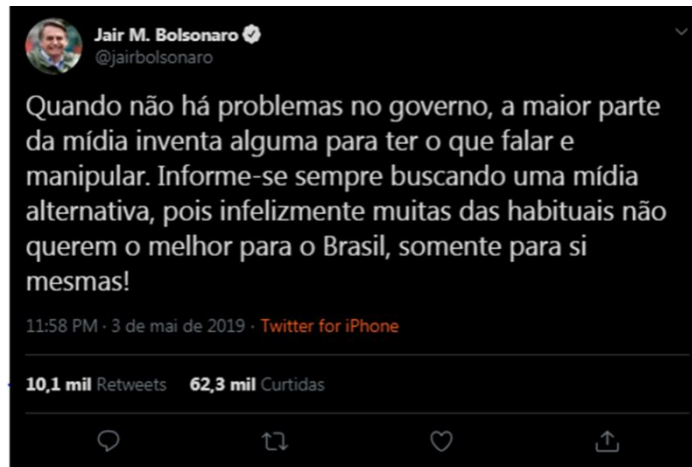 Jair M. Bolsonaro
@jairbolsonaro
Quando não há problemas no governo, a maior parte
da mídia inventa alguma para ter o que falar e
manipular. Informe-se sempre buscando uma mídia
alternativa, pois infelizmente muitas das habituais não
querem o melhor para o Brasil, somente para si
mesmas!
11:58 PM · 3 de mai de 2019 · Twitter for iPhone
10,1 mil Retweets 62,3 mil Curtidas